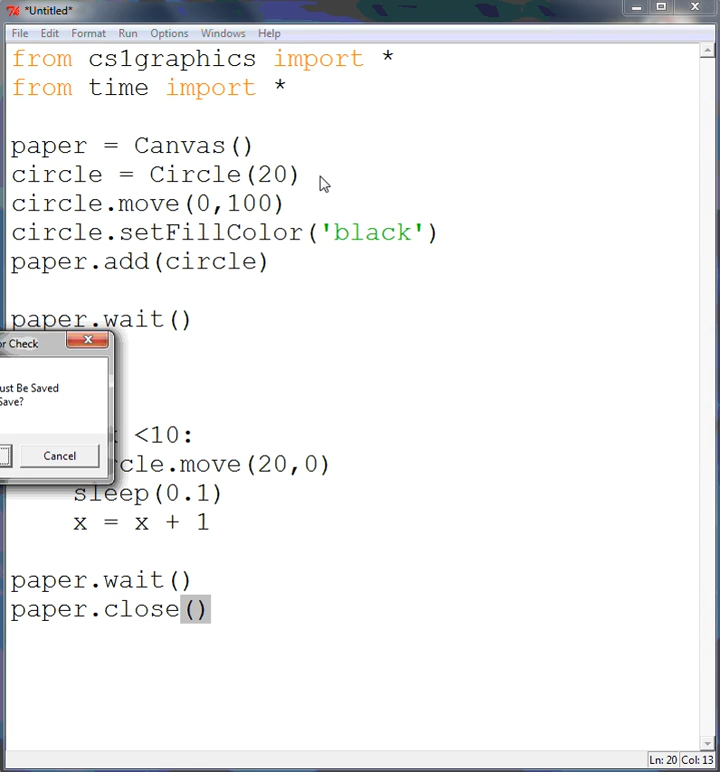 *Untitled*
File Edit Format Run Options Windows Help
from cs1graphics import *
from time import *
paper = Canvas()
circle = Circle(20)
circle.move(0,100)
circle.setFillColor('black')
paper.add(circle)
paper.wait()
or Check
ust Be Saved
Save?
<10:
Cancel
rcle.move(20,0)
sleep(0.1)
x = x + 1
paper.wait()
paper.close()
Ln: 20 Col: 13